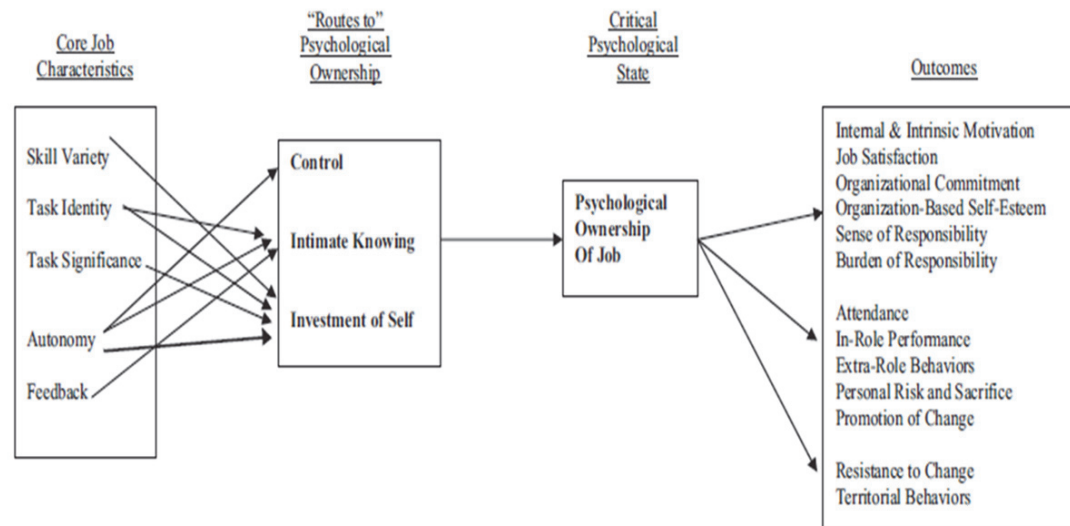 Core Job
Characteristics
“Routes to”
Psychological
Ownership
Critical
Psychological
State
Outcomes
Skill Variety
Task Identity
Task Significance
Autonomy
Feedback
Control
Intimate Knowing
Investment of Self
Psychological
Ownership
Of Job
Internal & Intrinsic Motivation
Job Satisfaction
Organizational Commitment
Organization-Based Self-Esteem
Sense of Responsibility
Burden of Responsibility
Attendance
In-Role Performance
Extra-Role Behaviors
Personal Risk and Sacrifice
Promotion of Change
Resistance to Change
Territorial Behaviors